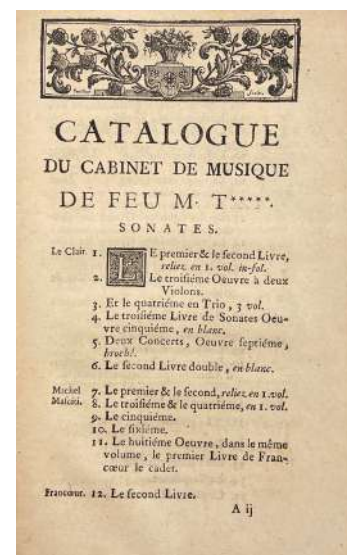 CATALOGUE
DU CABINET DE MUSIQUE
DE FEU M. T*****.
SONATES.
Le Clair. 1. LE premier & le second Livre,
reliez en 1. vol. in-fol.
2. Le troisiéme Oeuvre à deux
Violons.
3. Et le quatriéme en Trio, 3 vol.
4. Le troisiéme Livre de Sonates Oeu-
vre cinquiéme, en blanc.
5. Deux Concerts, Oeuvre septiéme,
broché.
6. Le second Livre double, en blanc.
Mackel 7. Le premier & le second, reliez en 1. vol.
Masciti. 8. Le troisiéme & le quatriéme, en 1. vol.
9. Le cinquiéme.
10. Le sixiéme.
11. Le huitiéme Oeuvre, dans le même
volume, le premier Livre de Fran-
cœur le cadet.
Francœur. 12. Le second Livre.
A ij